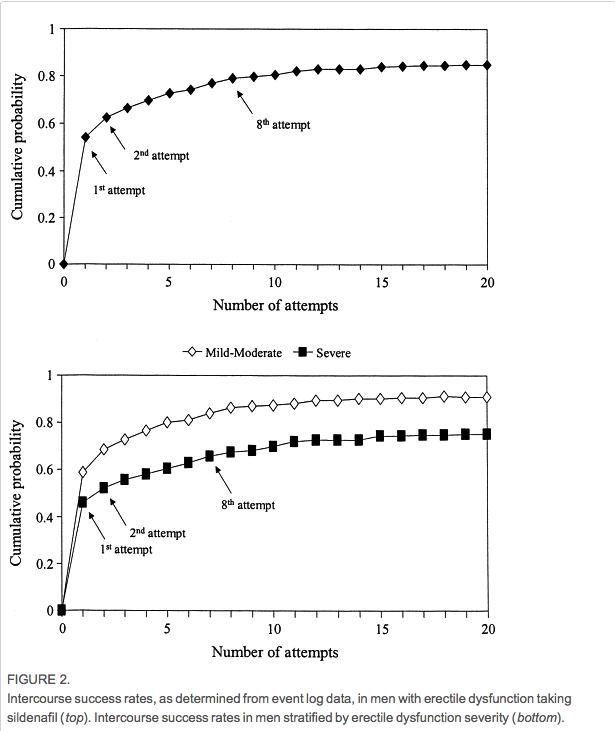 1
0.8
0.6
0.4
0.2
0
Cumulative probability
8th attempt
2nd attempt
1st attempt
0 5 10 15 20
Number of attempts
Mild-Moderate Severe
1
0.8
0.6
0.4
0.2
0
Cumulative probability
8th attempt
2nd attempt
1st attempt
0 5 10 15 20
Number of attempts
FIGURE 2.
Intercourse success rates, as determined from event log data, in men with erectile dysfunction taking
sildenafil (top). Intercourse success rates in men stratified by erectile dysfunction severity (bottom).